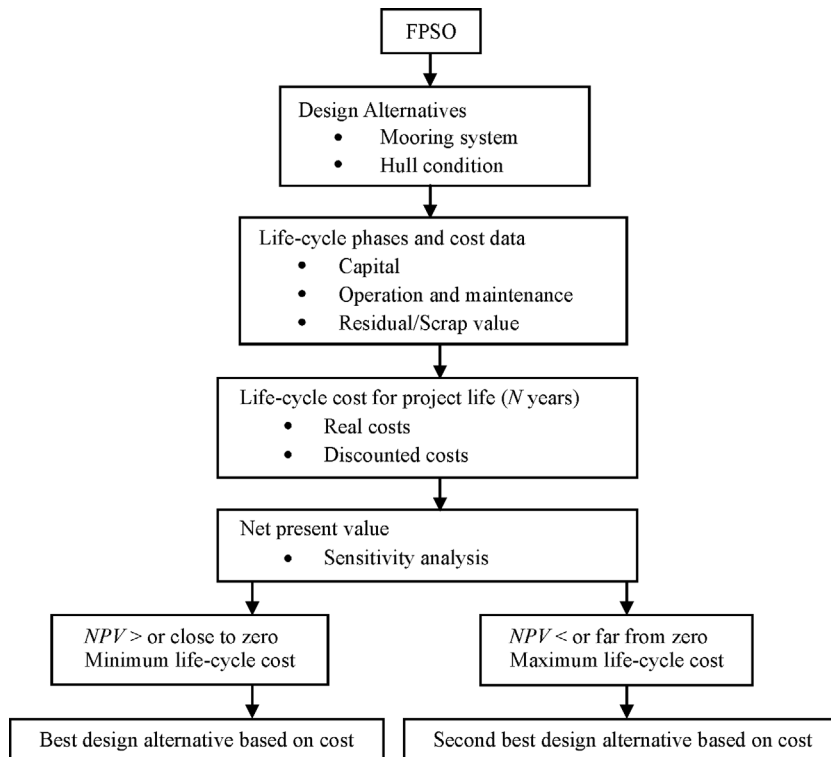 FPSO
Design Alternatives
• Mooring system
• Hull condition
Life-cycle phases and cost data
• Capital
• Operation and maintenance
• Residual/Scrap value
Life-cycle cost for project life (N years)
• Real costs
• Discounted costs
Net present value
• Sensitivity analysis
NPV > or close to zero
Minimum life-cycle cost
NPV < or far from zero
Maximum life-cycle cost
Best design alternative based on cost
Second best design alternative based on cost